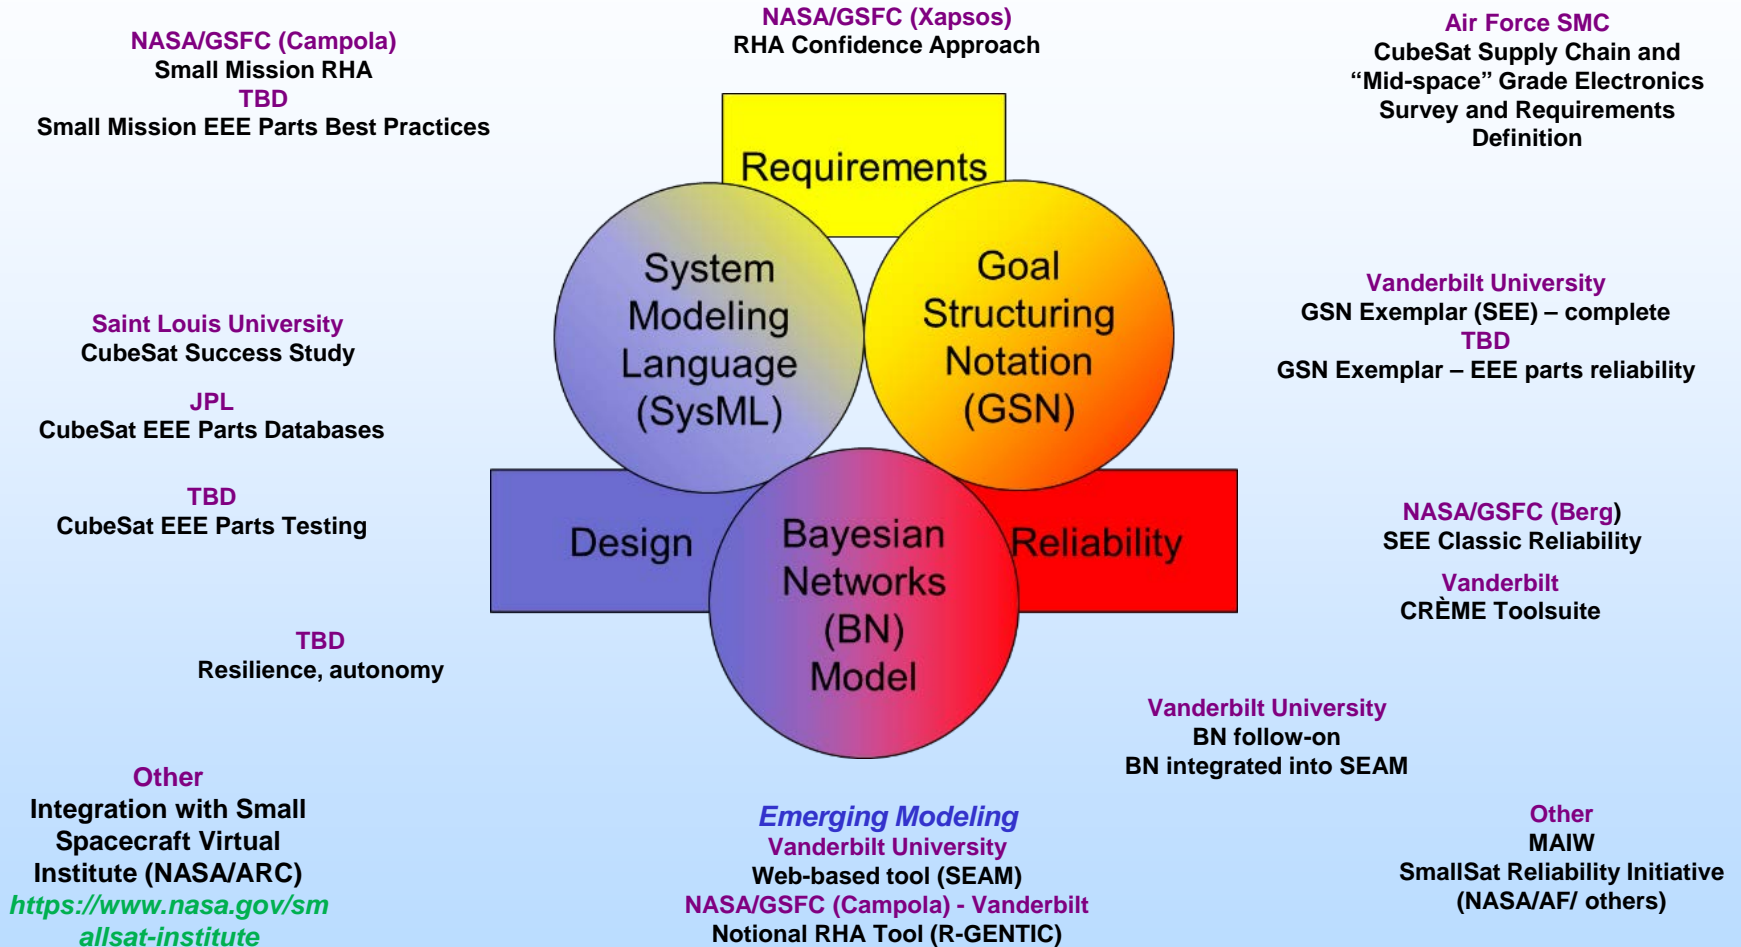 NASA/GSFC (Campola)
Small Mission RHA
TBD
Small Mission EEE Parts Best Practices
NASA/GSFC (Xapsos)
RHA Confidence Approach
Air Force SMC
CubeSat Supply Chain and
“Mid-space” Grade Electronics
Survey and Requirements
Definition
Requirements
System
Modeling
Language
(SysML)
Goal
Structuring
Notation
(GSN)
Saint Louis University
CubeSat Success Study
JPL
CubeSat EEE Parts Databases
TBD
CubeSat EEE Parts Testing
TBD
Resilience, autonomy
Vanderbilt University
GSN Exemplar (SEE) – complete
TBD
GSN Exemplar – EEE parts reliability
Design
Bayesian
Networks
(BN)
Model
Reliability
NASA/GSFC (Berg)
SEE Classic Reliability
Vanderbilt
CRÈME Toolsuite
Vanderbilt University
BN follow-on
BN integrated into SEAM
Other
Integration with Small
Spacecraft Virtual
Institute (NASA/ARC)
https://www.nasa.gov/sm
allsat-institute
Emerging Modeling
Vanderbilt University
Web-based tool (SEAM)
NASA/GSFC (Campola) - Vanderbilt
Notional RHA Tool (R-GENTIC)
Other
MAIW
SmallSat Reliability Initiative
(NASA/AF/ others)